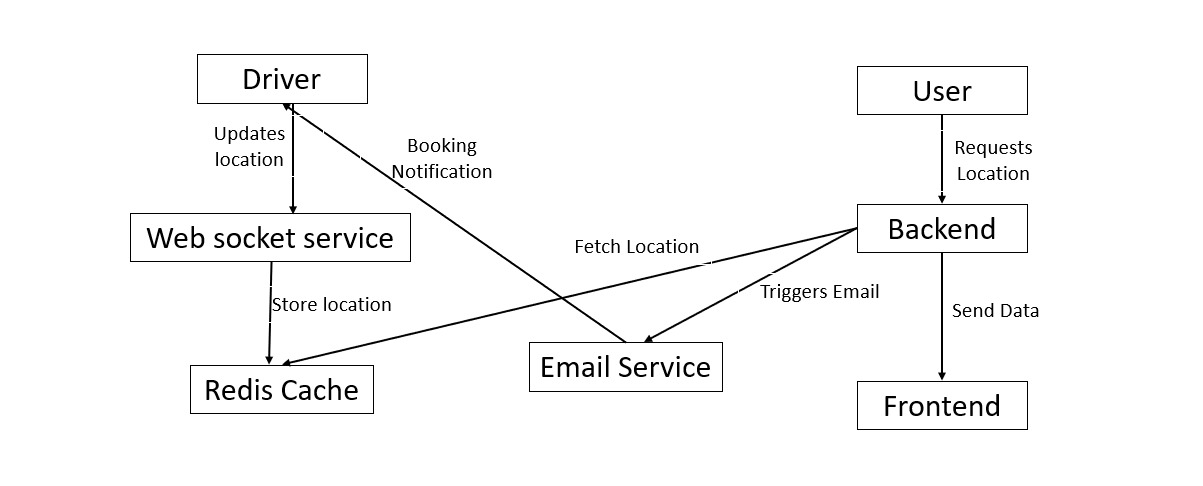 Driver
User
Updates
location
Booking
Notification
Requests
Location
Web socket service
Backend
Fetch Location
Triggers Email
Store location
Send Data
Email Service
Redis Cache
Frontend